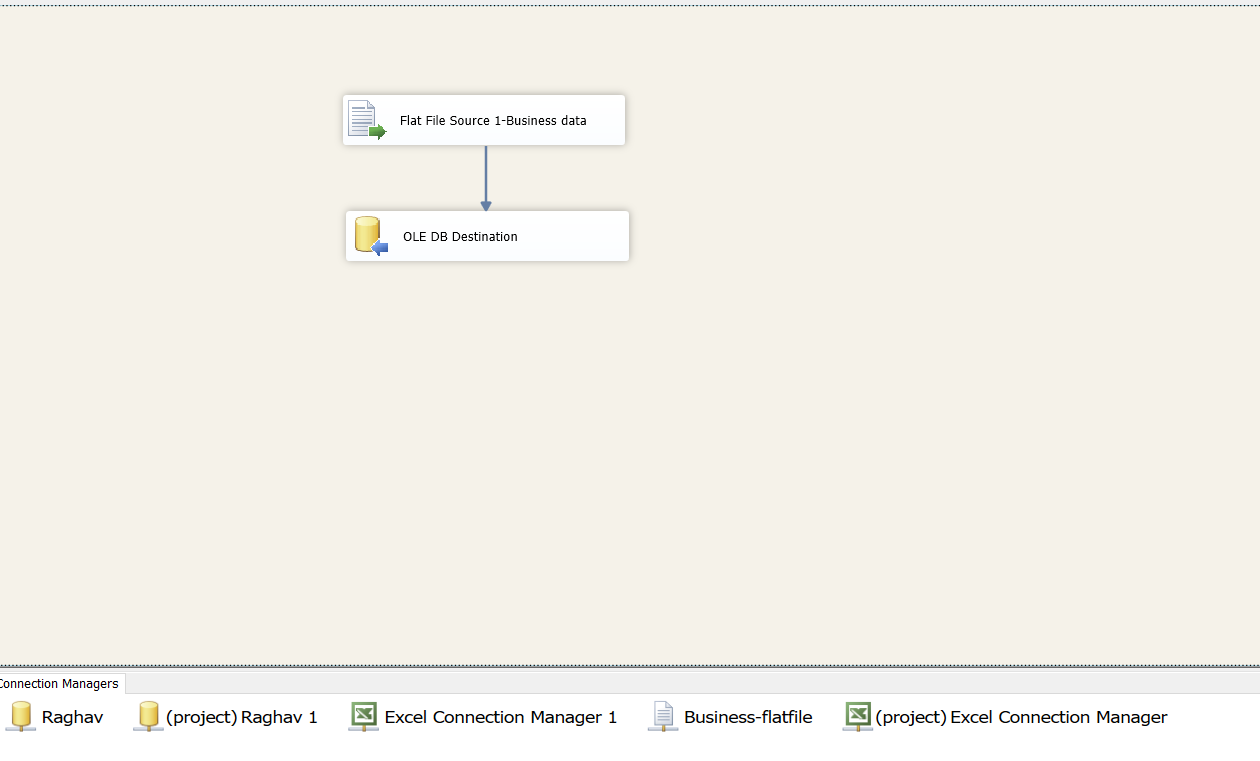 Flat File Source 1-Business data
OLE DB Destination
Connection Managers
Raghav
(project) Raghav 1
Excel Connection Manager 1
Business-flatfile
(project) Excel Connection Manager